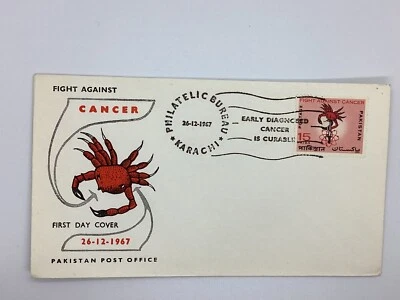 FIGHT AGAINST
CANCER
FIRST DAY COVER
26-12-1967
PAKISTAN POST OFFICE
PHILATELIC BUREAU
26-12-1967
★ KARACHI ★
EARLY DIAGNOSED
CANCER
IS CURABLE
FIGHT AGAINST CANCER
PAKISTAN
15
পাকিস্তান
پاکستان